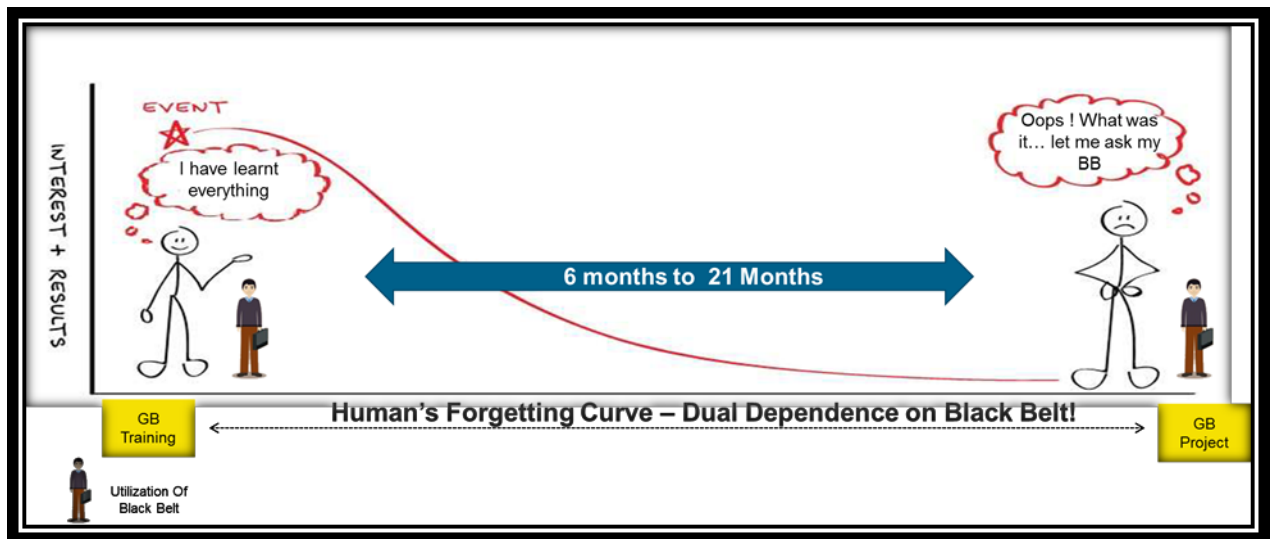 EVENT
I have learnt
everything
Oops ! What was
it... let me ask my
BB
INTEREST + RESULTS
6 months to 21 Months
Human's Forgetting Curve – Dual Dependence on Black Belt!
GB
Training
GB
Project
Utilization Of
Black Belt